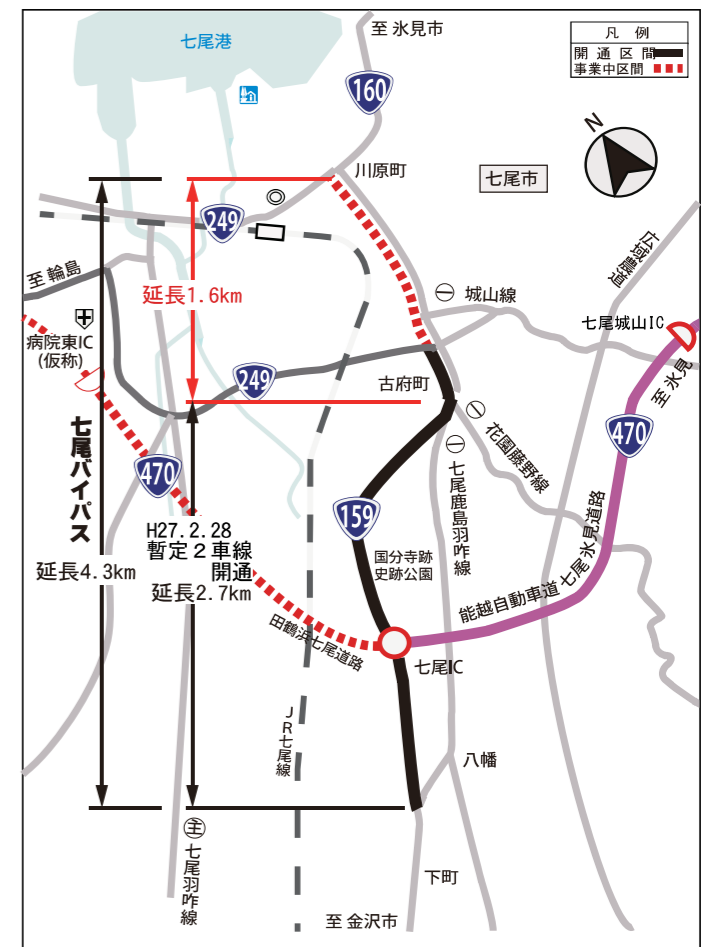 七尾港
至 氷見市
凡 例
開 通 区 間
事業中区間
160
N
川原町
七尾市
249
広域農道
至 輪島
延長1.6km
城山線
七尾城山IC
病院東IC
(仮称)
至 氷見
249
古府町
470
花園藤野線
七尾バイパス
470
七尾鹿島羽咋線
159
H27.2.28
暫定２車線
開通
延長4.3km
延長2.7km
国分寺跡
史跡公園
能越自動車道 七尾氷見道路
田鶴浜七尾道路
七尾IC
JR七尾線
八幡
主
七尾羽咋線
下町
至 金沢市